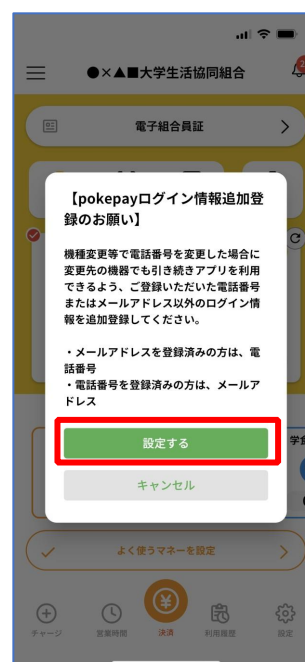 ●×▲■大学生活協同組合
電子組合員証
【pokepayログイン情報追加登
録のお願い】
機種変更等で電話番号を変更した場合に
変更先の機器でも引き続きアプリを利用
できるよう、ご登録いただいた電話番号
またはメールアドレス以外のログイン情
報を追加登録してください。
・メールアドレスを登録済みの方は、電
話番号
・電話番号を登録済みの方は、メールア
ドレス
設定する
学食
キャンセル
よく使うマネーを設定
チャージ
営業時間
決済
利用履歴
設定